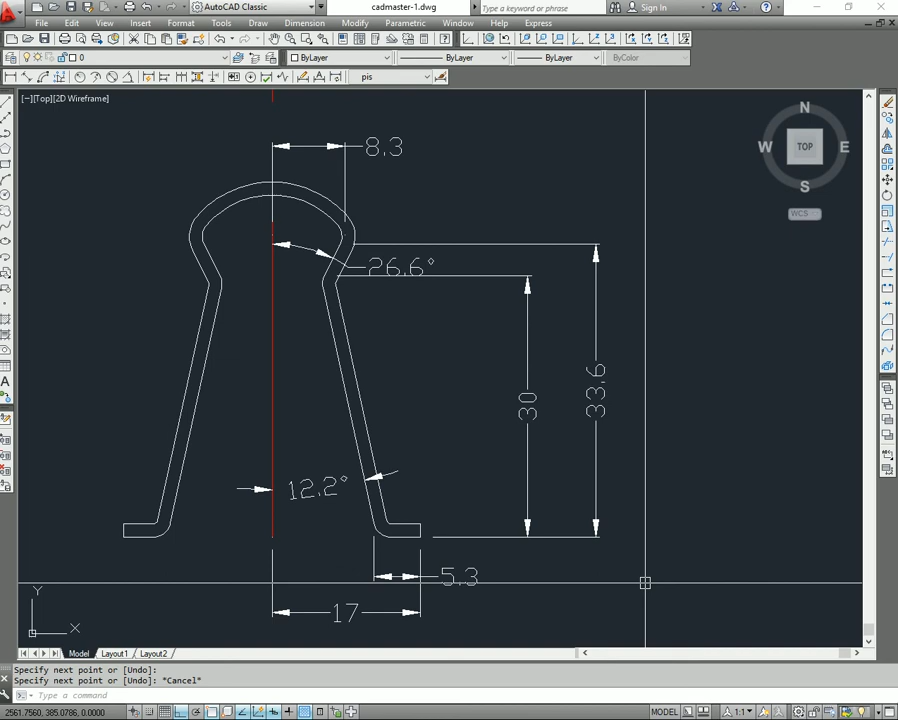 AutoCAD Classic
cadmaster-1.dwg
Type a keyword or phrase
Sign In
File Edit View Insert Format Tools Draw Dimension Modify Parametric Window Help Express
0
ByLayer
ByLayer
ByLayer
ByColor
pis
[−][Top][2D Wireframe]
N
W
TOP
E
S
WCS
8.3
26.6°
30
33.6
12.2°
5.3
17
Y
X
Model Layout1 Layout2
Specify next point or [Undo]:
Specify next point or [Undo]: *Cancel*
Type a command
2561.7560, 385.0786, 0.0000
MODEL
1:1